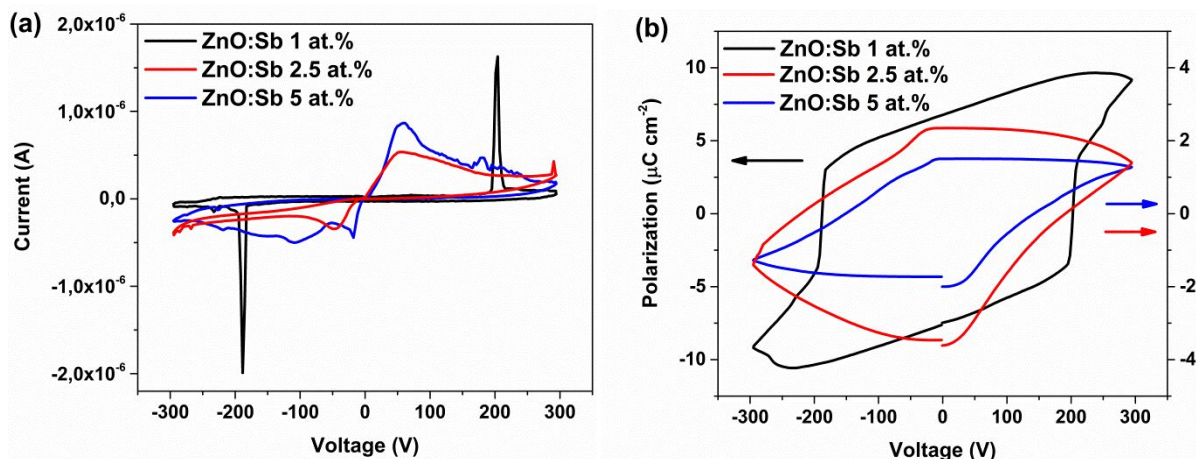 (a)
2,0x10⁻⁶
1,0x10⁻⁶
0,0
-1,0x10⁻⁶
-2,0x10⁻⁶
Current (A)
ZnO:Sb 1 at.%
ZnO:Sb 2.5 at.%
ZnO:Sb 5 at.%
-300 -200 -100 0 100 200 300
Voltage (V)
(b)
10
5
0
-5
-10
Polarization (μC cm⁻²)
ZnO:Sb 1 at.%
ZnO:Sb 2.5 at.%
ZnO:Sb 5 at.%
4
2
0
-2
-4
-300 -200 -100 0 100 200 300
Voltage (V)